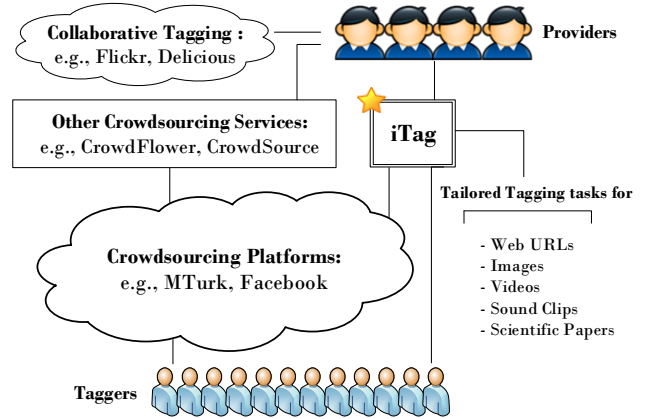 Collaborative Tagging :
e.g., Flickr, Delicious
Providers
Other Crowdsourcing Services:
e.g., CrowdFlower, CrowdSource
iTag
Tailored Tagging tasks for
- Web URLs
- Images
- Videos
- Sound Clips
- Scientific Papers
Crowdsourcing Platforms:
e.g., MTurk, Facebook
Taggers